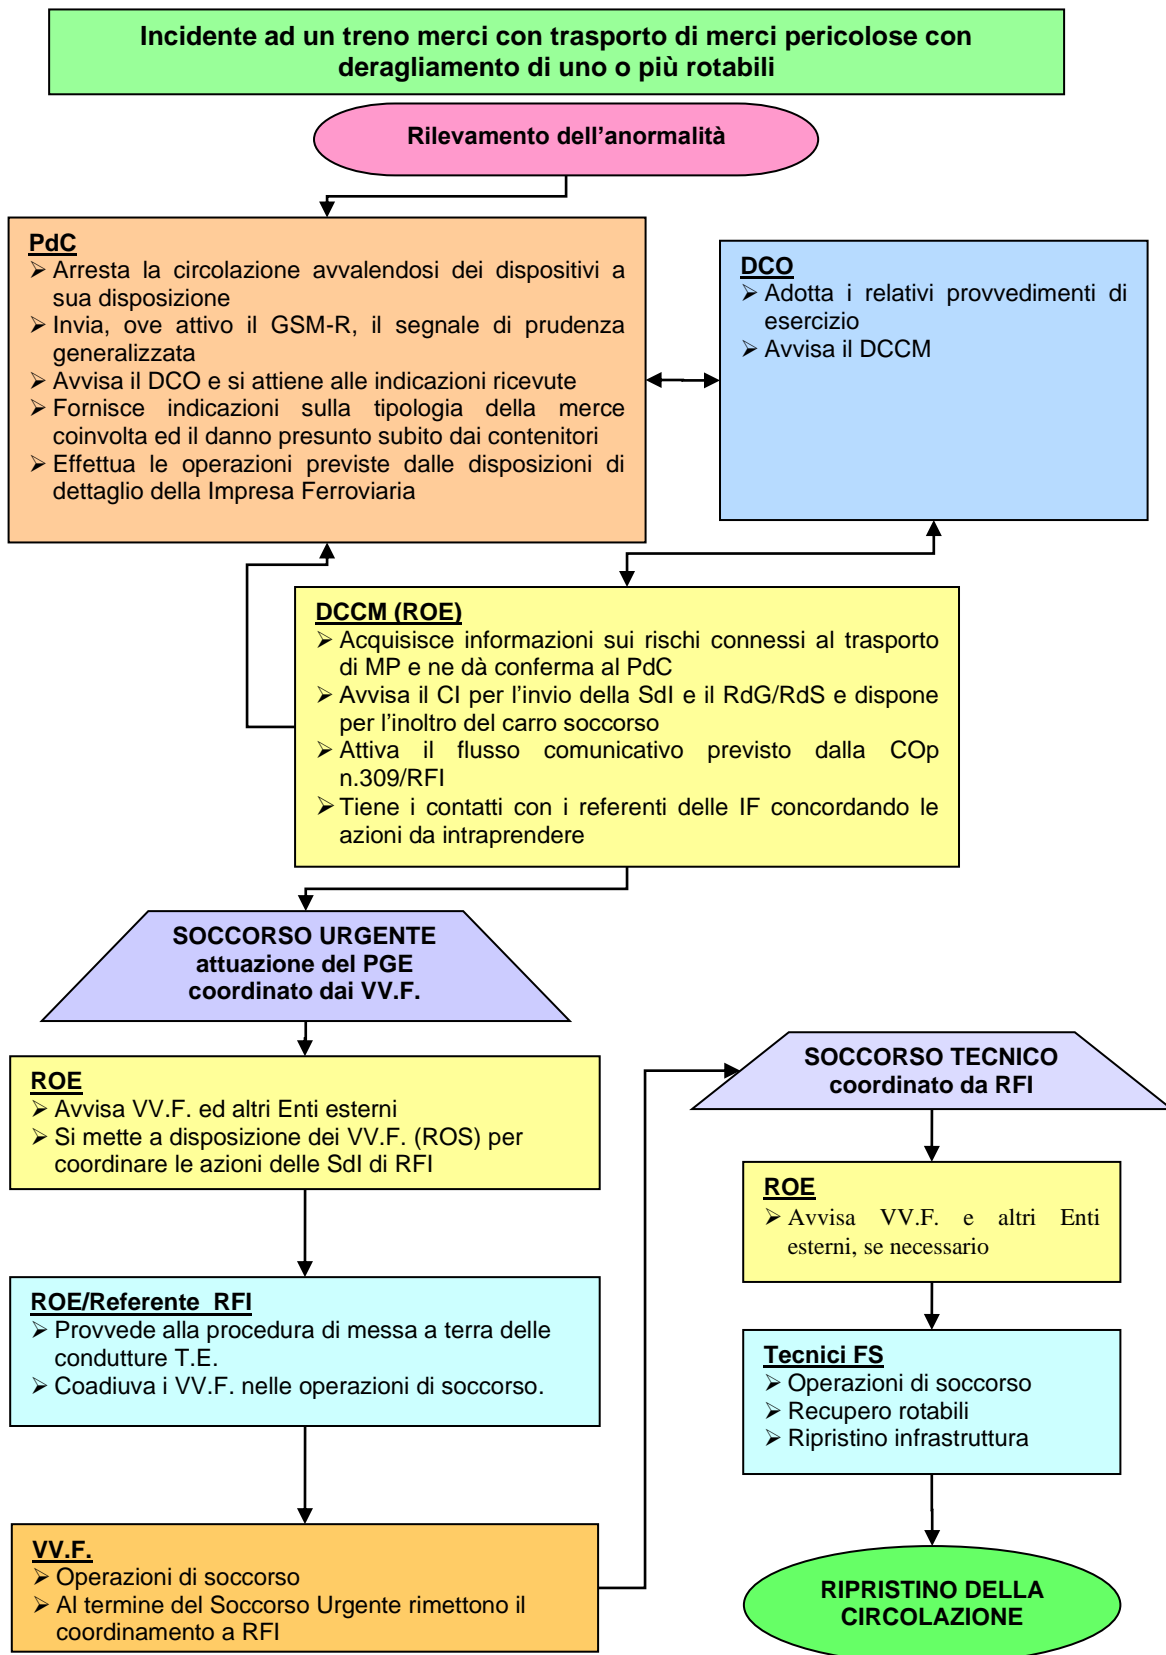 Incidente ad un treno merci con trasporto di merci pericolose con
deragliamento di uno o più rotabili
Rilevamento dell'anormalità
PdC
➢ Arresta la circolazione avvalendosi dei dispositivi a
sua disposizione
➢ Invia, ove attivo il GSM-R, il segnale di prudenza
generalizzata
➢ Avvisa il DCO e si attiene alle indicazioni ricevute
➢ Fornisce indicazioni sulla tipologia della merce
coinvolta ed il danno presunto subito dai contenitori
➢ Effettua le operazioni previste dalle disposizioni di
dettaglio della Impresa Ferroviaria
DCO
➢ Adotta i relativi provvedimenti di
esercizio
➢ Avvisa il DCCM
DCCM (ROE)
➢ Acquisisce informazioni sui rischi connessi al trasporto
di MP e ne dà conferma al PdC
➢ Avvisa il CI per l'invio della SdI e il RdG/RdS e dispone
per l'inoltro del carro soccorso
➢ Attiva il flusso comunicativo previsto dalla COp
n.309/RFI
➢ Tiene i contatti con i referenti delle IF concordando le
azioni da intraprendere
SOCCORSO URGENTE
attuazione del PGE
coordinato dai VV.F.
ROE
➢ Avvisa VV.F. ed altri Enti esterni
➢ Si mette a disposizione dei VV.F. (ROS) per
coordinare le azioni delle SdI di RFI
ROE/Referente RFI
➢ Provvede alla procedura di messa a terra delle
condutture T.E.
➢ Coadiuva i VV.F. nelle operazioni di soccorso.
VV.F.
➢ Operazioni di soccorso
➢ Al termine del Soccorso Urgente rimettono il
coordinamento a RFI
SOCCORSO TECNICO
coordinato da RFI
ROE
➢ Avvisa VV.F. e altri Enti
esterni, se necessario
Tecnici FS
➢ Operazioni di soccorso
➢ Recupero rotabili
➢ Ripristino infrastruttura
RIPRISTINO DELLA
CIRCOLAZIONE